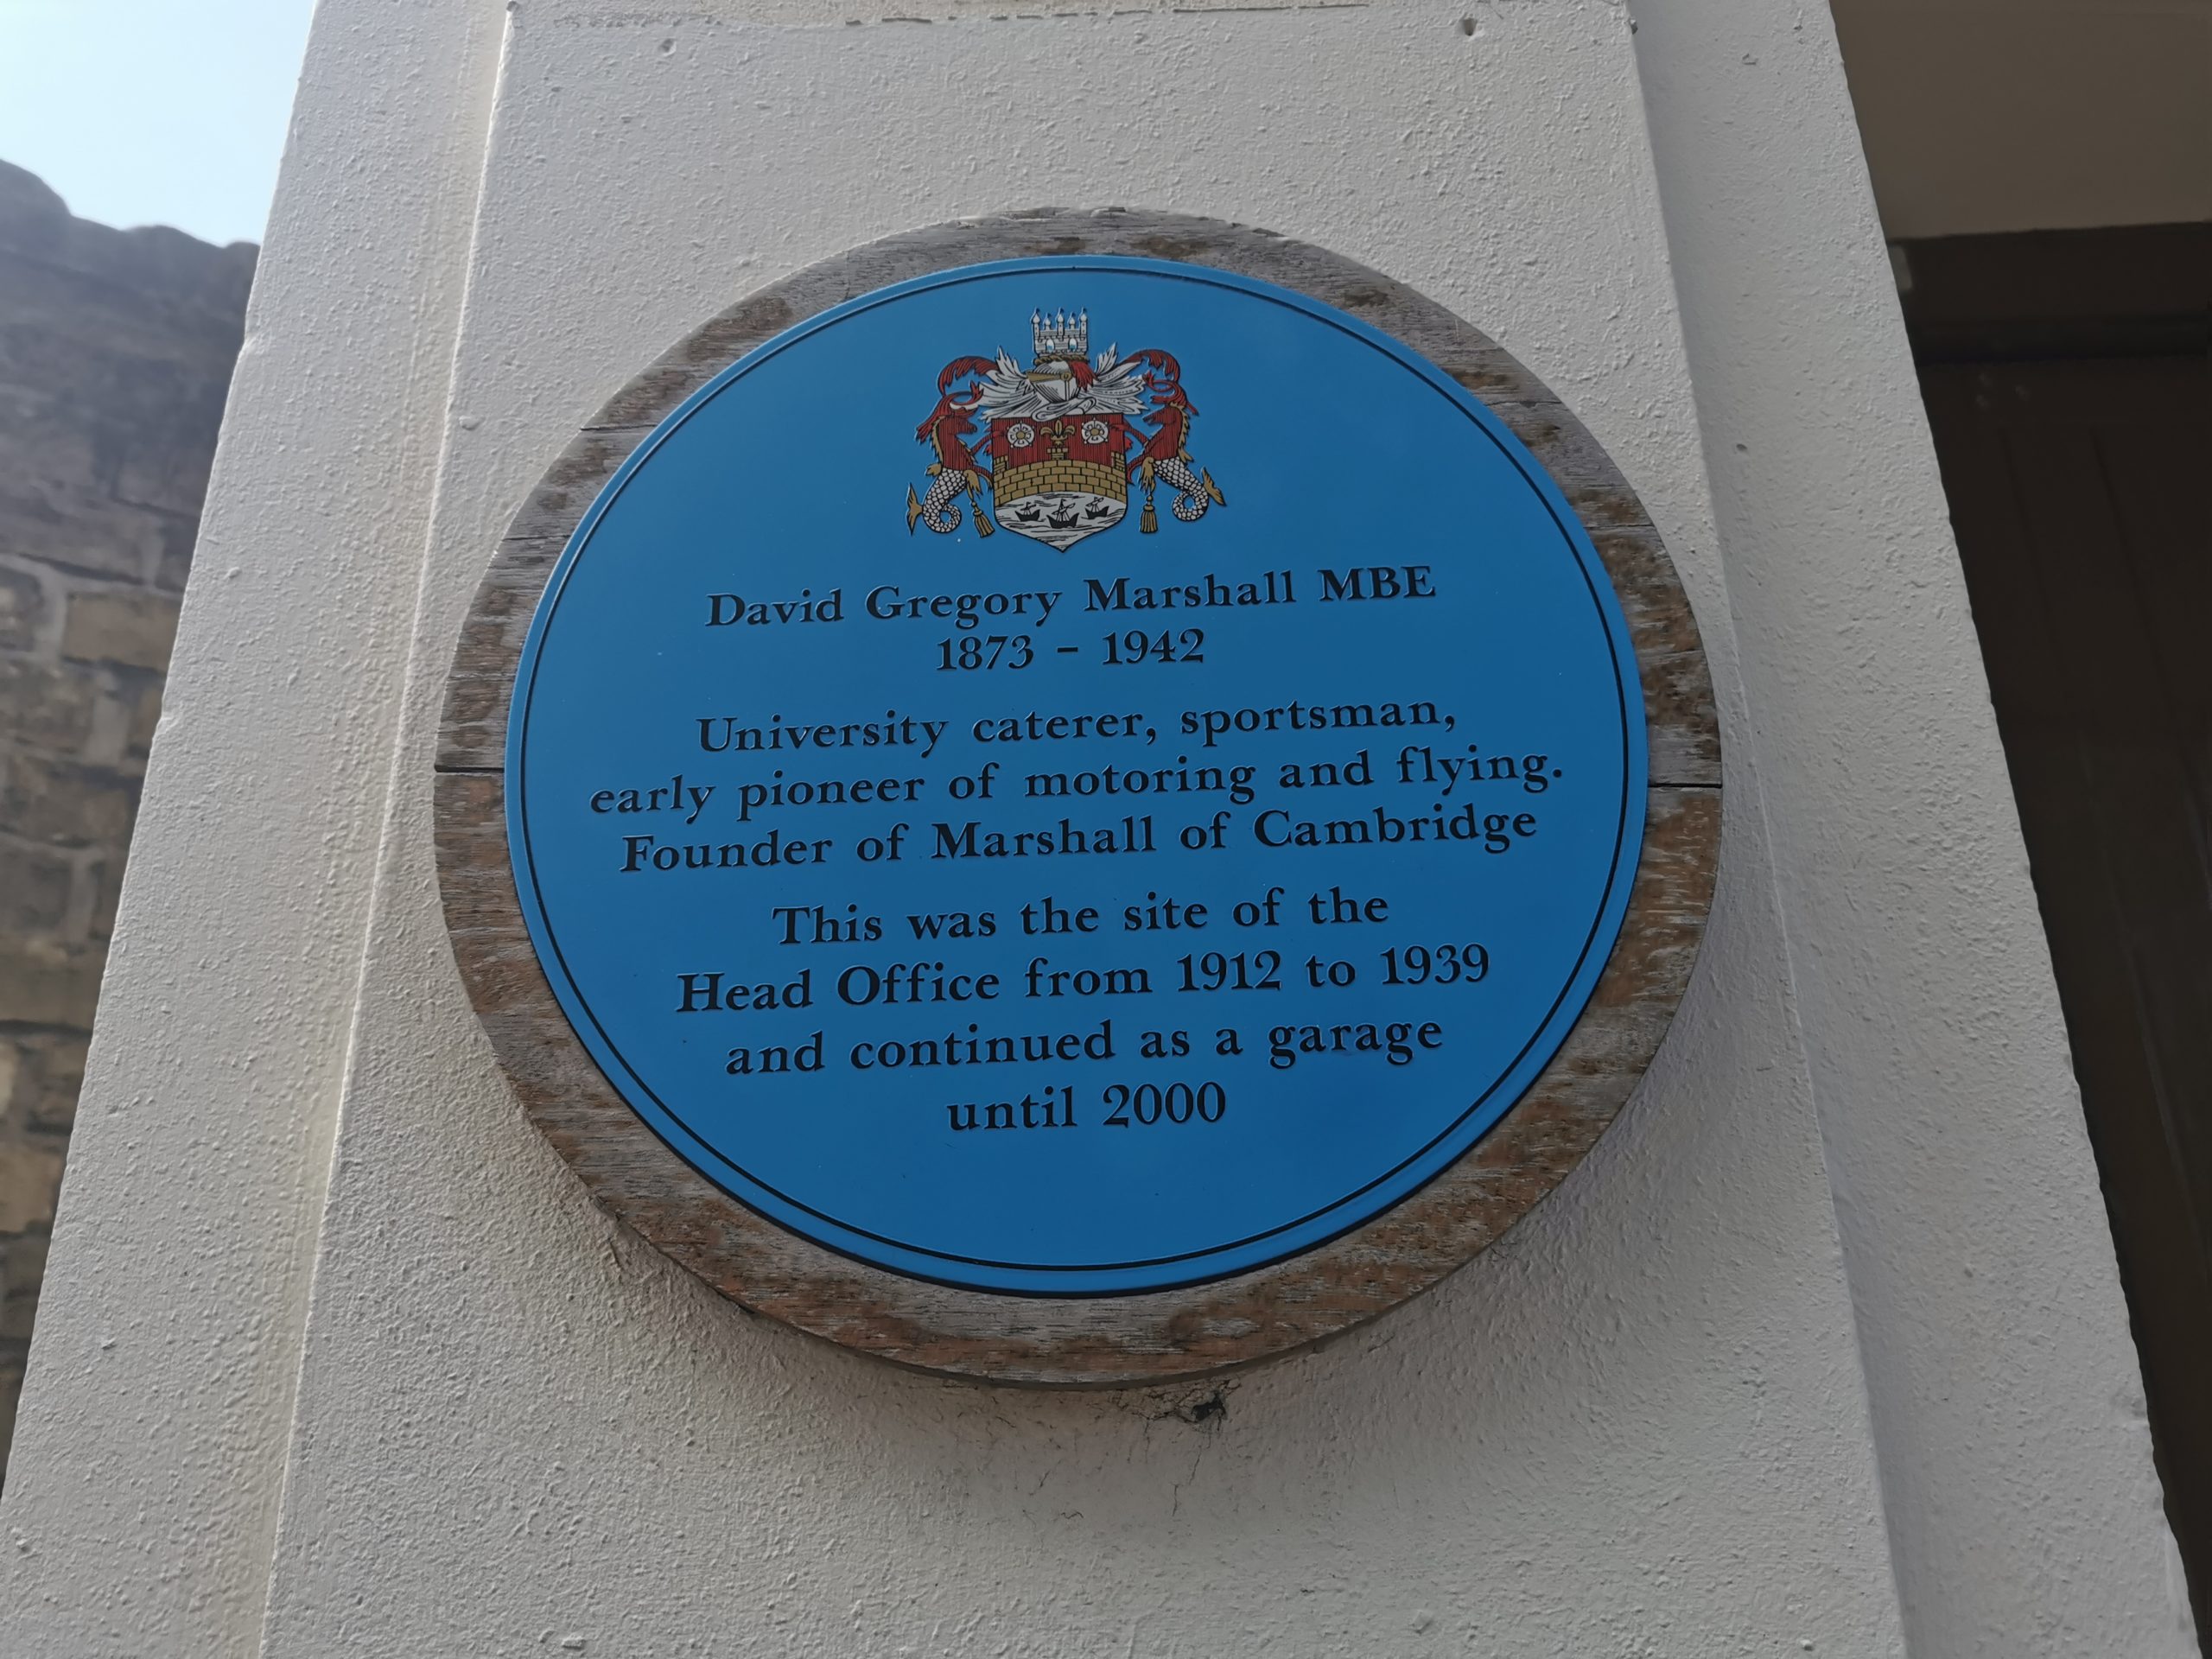 David Gregory Marshall MBE
1873 – 1942
University caterer, sportsman,
early pioneer of motoring and flying.
Founder of Marshall of Cambridge
This was the site of the
Head Office from 1912 to 1939
and continued as a garage
until 2000